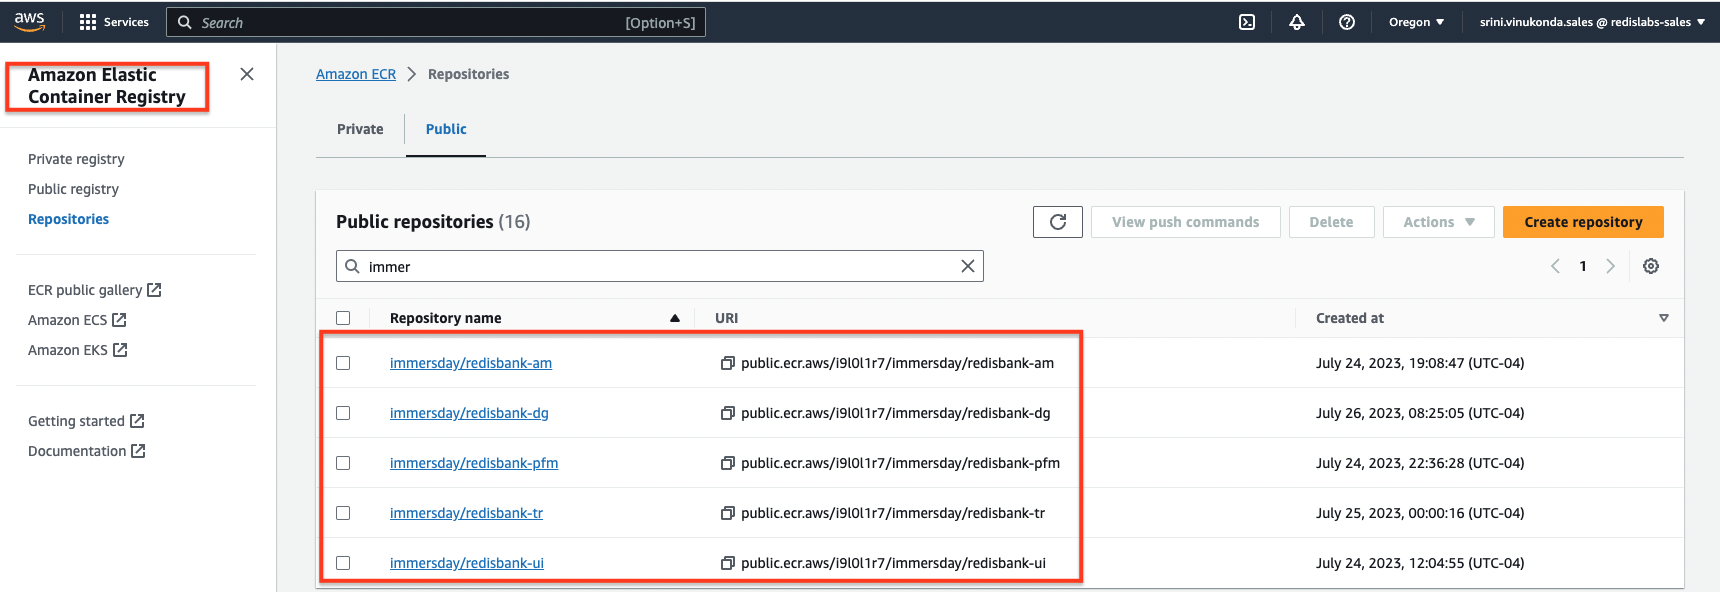 aws Services Search [Option+S] Oregon srini.vinukonda.sales @ redislabs-sales
Amazon Elastic
Container Registry
Private registry
Public registry
Repositories
ECR public gallery
Amazon ECS
Amazon EKS
Getting started
Documentation
Amazon ECR > Repositories
Private Public
Public repositories (16) View push commands Delete Actions Create repository
immer 1
Repository name URI Created at
immersday/redisbank-am public.ecr.aws/i9l0l1r7/immersday/redisbank-am July 24, 2023, 19:08:47 (UTC-04)
immersday/redisbank-dg public.ecr.aws/i9l0l1r7/immersday/redisbank-dg July 26, 2023, 08:25:05 (UTC-04)
immersday/redisbank-pfm public.ecr.aws/i9l0l1r7/immersday/redisbank-pfm July 24, 2023, 22:36:28 (UTC-04)
immersday/redisbank-tr public.ecr.aws/i9l0l1r7/immersday/redisbank-tr July 25, 2023, 00:00:16 (UTC-04)
immersday/redisbank-ui public.ecr.aws/i9l0l1r7/immersday/redisbank-ui July 24, 2023, 12:04:55 (UTC-04)